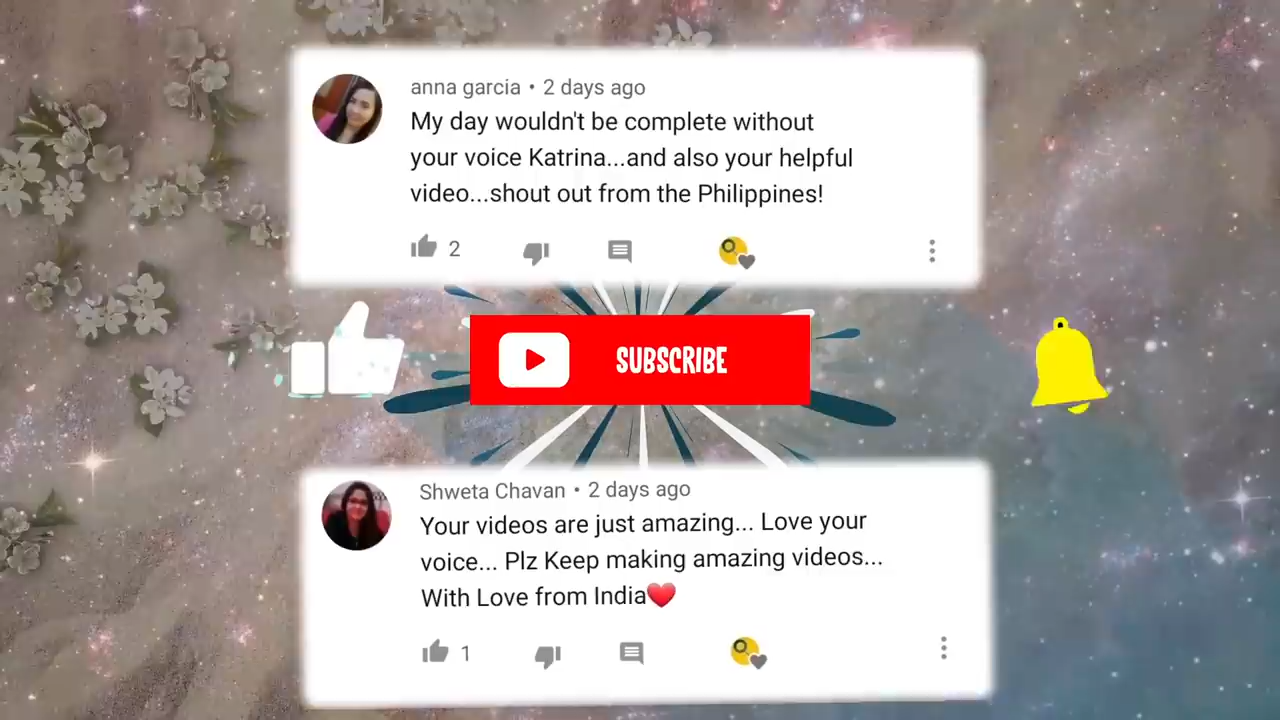 anna garcia • 2 days ago
My day wouldn't be complete without
your voice Katrina...and also your helpful
video...shout out from the Philippines!
2
SUBSCRIBE
Shweta Chavan • 2 days ago
Your videos are just amazing... Love your
voice... Plz Keep making amazing videos...
With Love from India❤️
1